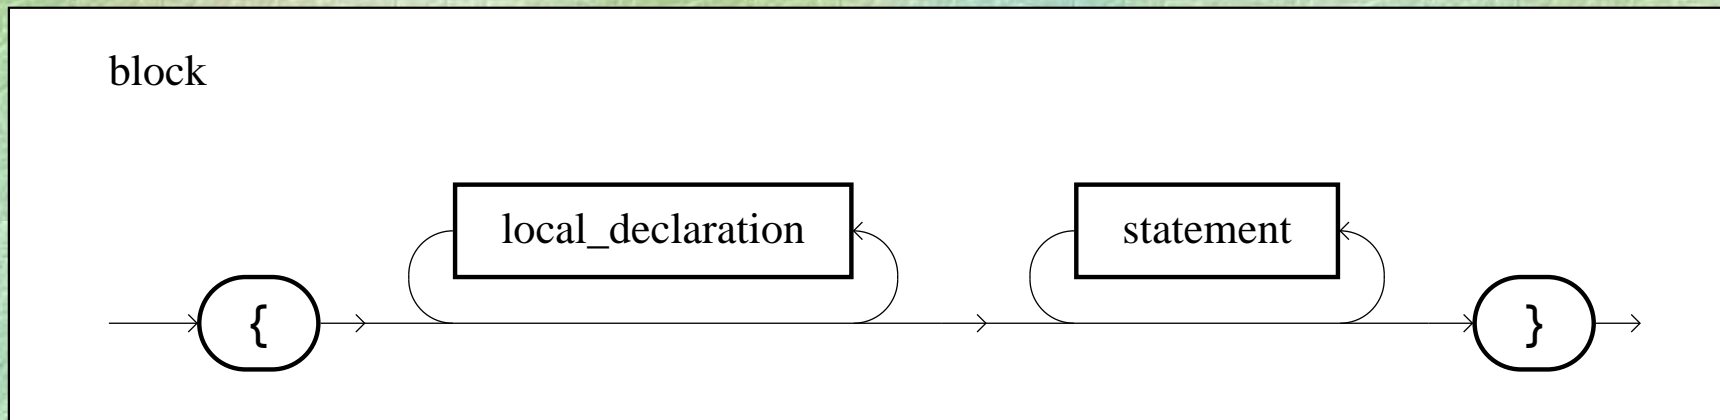 block
local_declaration
statement
{
}